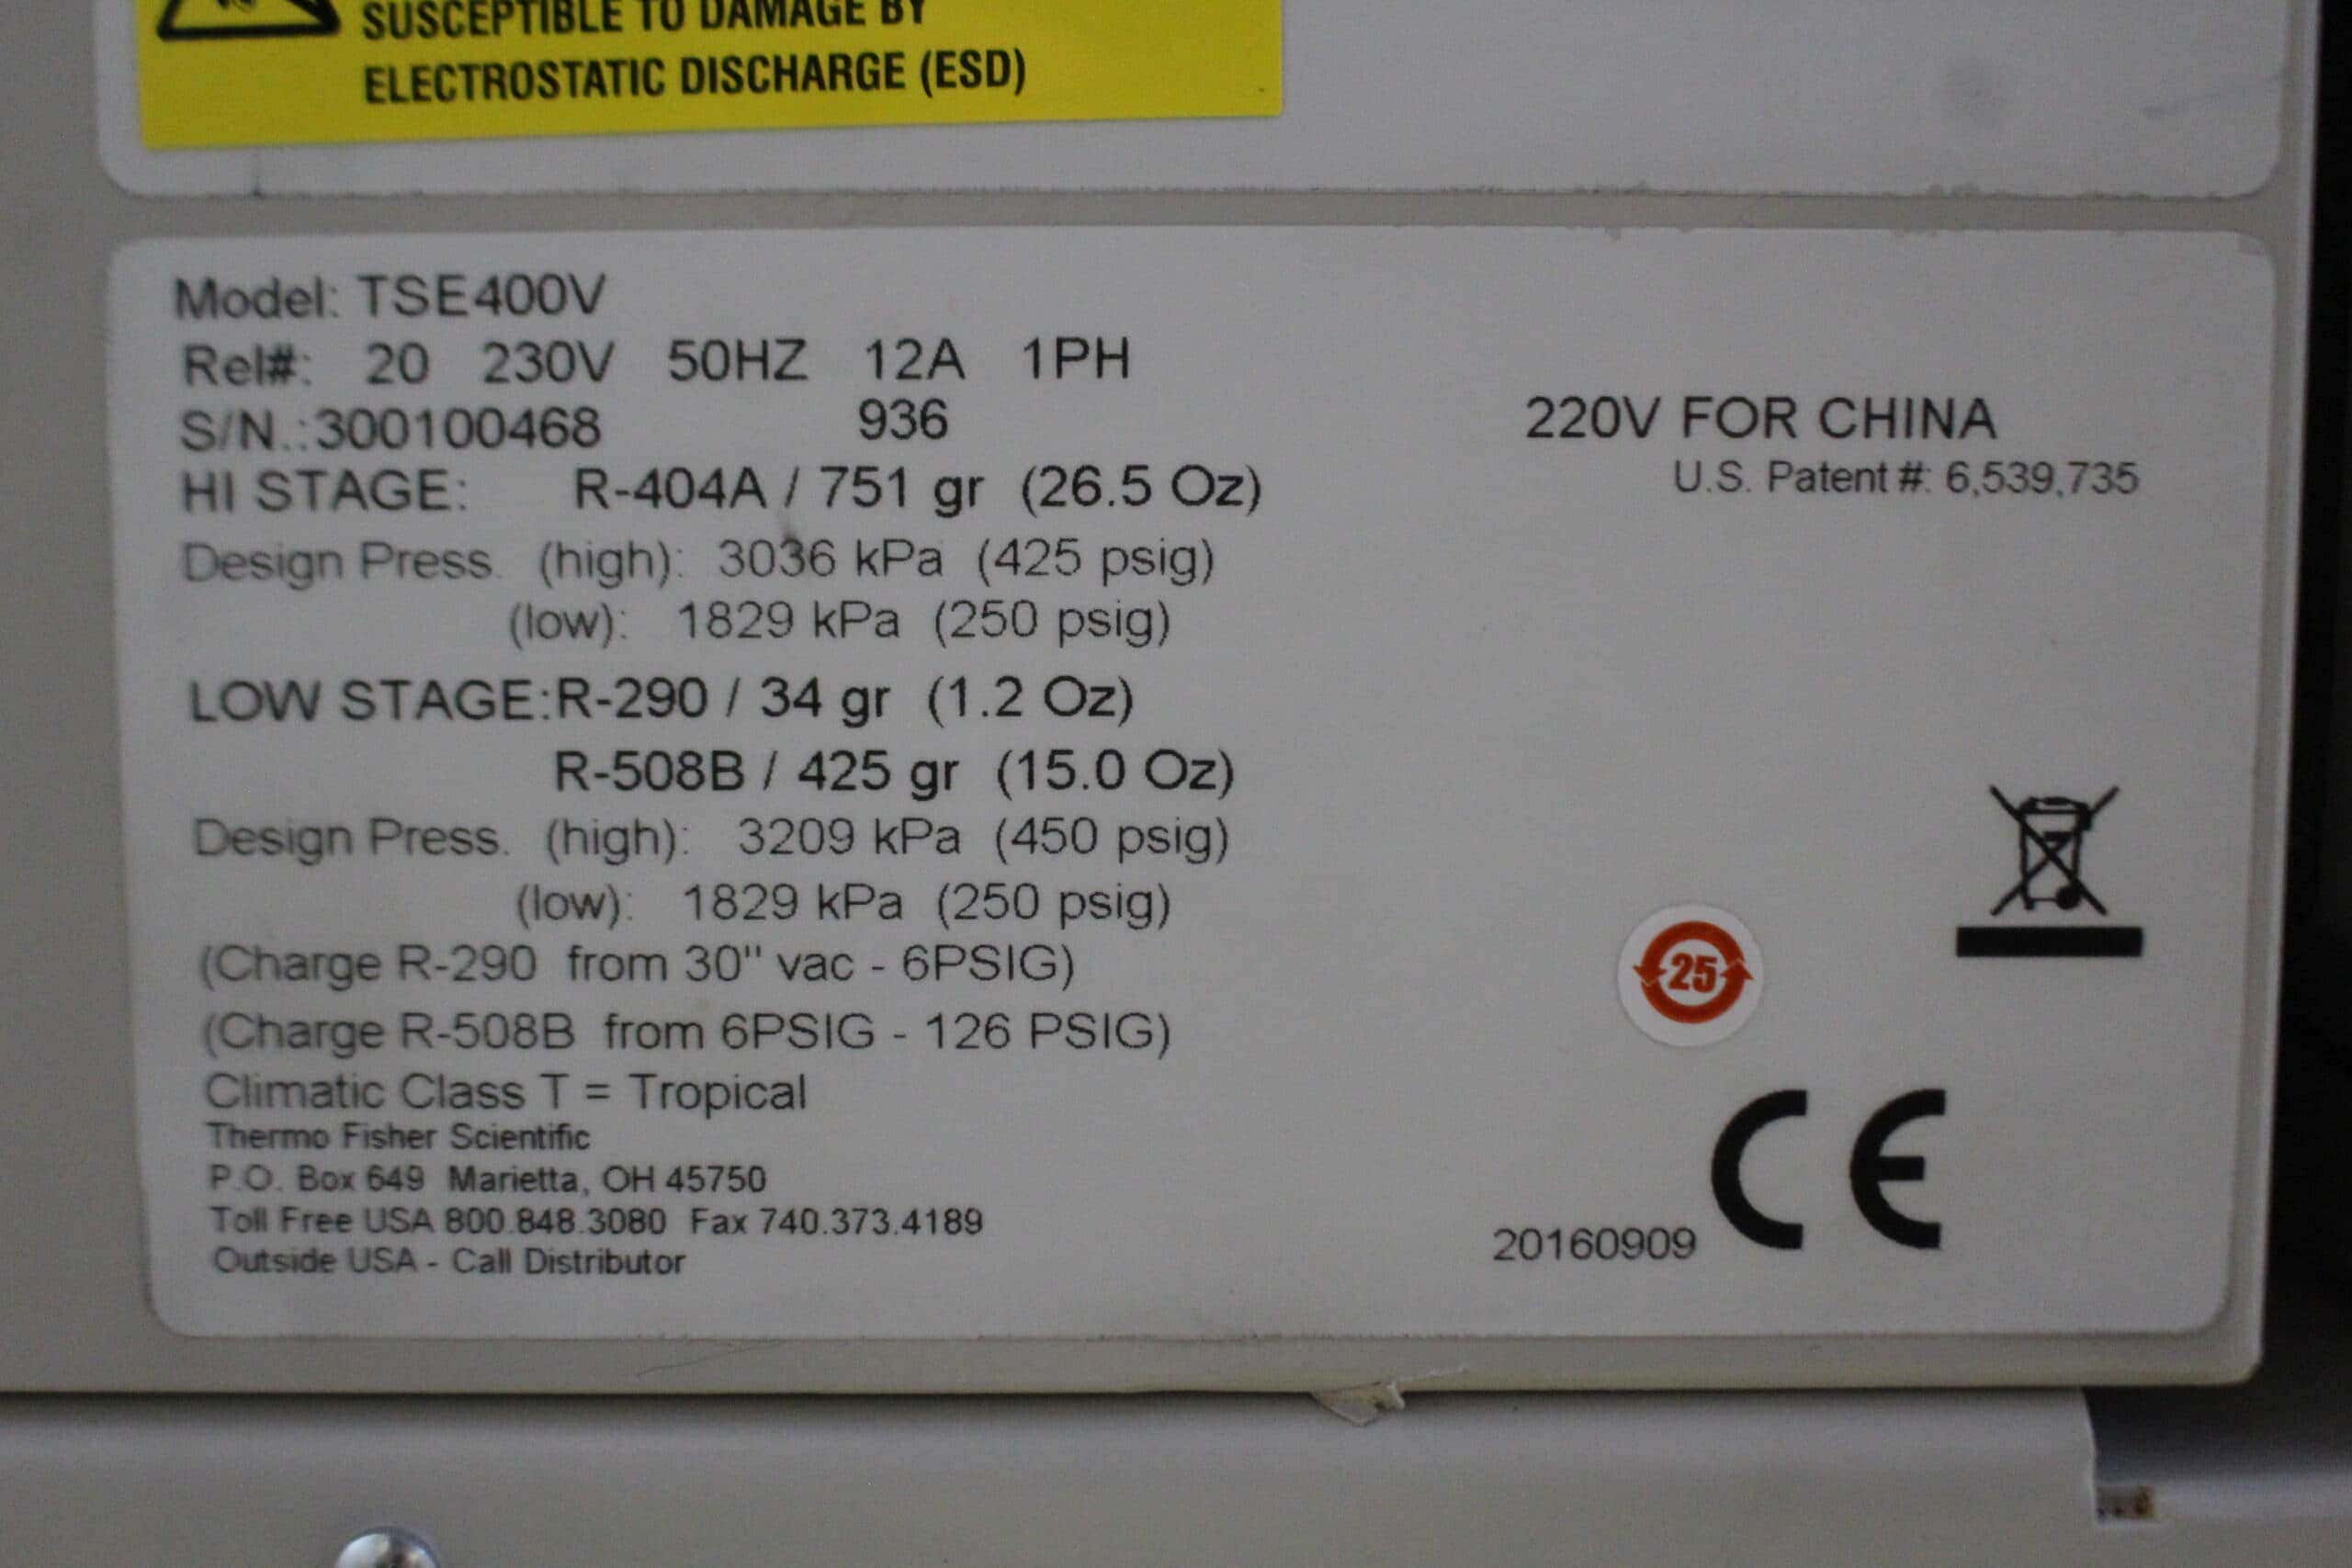 SUSCEPTIBLE TO DAMAGE BY
ELECTROSTATIC DISCHARGE (ESD)
Model: TSE400V
Rel#: 20 230V 50HZ 12A 1PH
S/N.:300100468 936
220V FOR CHINA
U.S. Patent #: 6,539,735
HI STAGE: R-404A / 751 gr (26.5 Oz)
Design Press. (high): 3036 kPa (425 psig)
(low): 1829 kPa (250 psig)
LOW STAGE:R-290 / 34 gr (1.2 Oz)
R-508B / 425 gr (15.0 Oz)
Design Press. (high): 3209 kPa (450 psig)
(low): 1829 kPa (250 psig)
(Charge R-290 from 30" vac - 6PSIG)
(Charge R-508B from 6PSIG - 126 PSIG)
Climatic Class T = Tropical
Thermo Fisher Scientific
P.O. Box 649 Marietta, OH 45750
Toll Free USA 800.848.3080 Fax 740.373.4189
Outside USA - Call Distributor
25
CE
20160909